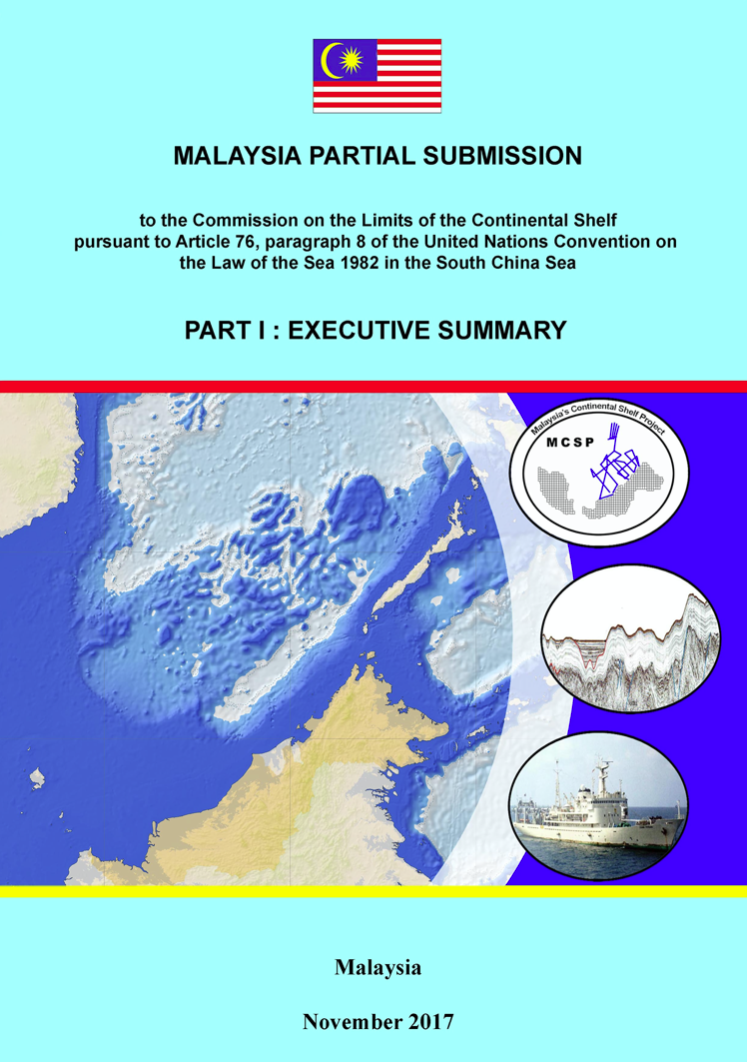 MALAYSIA PARTIAL SUBMISSION
to the Commission on the Limits of the Continental Shelf
pursuant to Article 76, paragraph 8 of the United Nations Convention on
the Law of the Sea 1982 in the South China Sea
PART I : EXECUTIVE SUMMARY
Malaysia's Continental Shelf Project
M C S P
Malaysia
November 2017